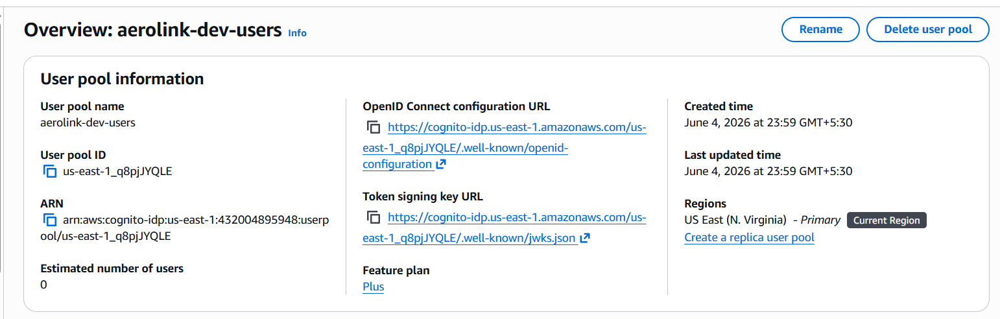 Overview: aerolink-dev-users Info
Rename
Delete user pool
User pool information
User pool name
aerolink-dev-users
User pool ID
us-east-1_q8pjJYQLE
ARN
arn:aws:cognito-idp:us-east-1:432004895948:userp
ool/us-east-1_q8pjJYQLE
Estimated number of users
0
OpenID Connect configuration URL
https://cognito-idp.us-east-1.amazonaws.com/us-
east-1_q8pjJYQLE/.well-known/openid-
configuration
Token signing key URL
https://cognito-idp.us-east-1.amazonaws.com/us-
east-1_q8pjJYQLE/.well-known/jwks.json
Feature plan
Plus
Created time
June 4, 2026 at 23:59 GMT+5:30
Last updated time
June 4, 2026 at 23:59 GMT+5:30
Regions
US East (N. Virginia) - Primary Current Region
Create a replica user pool